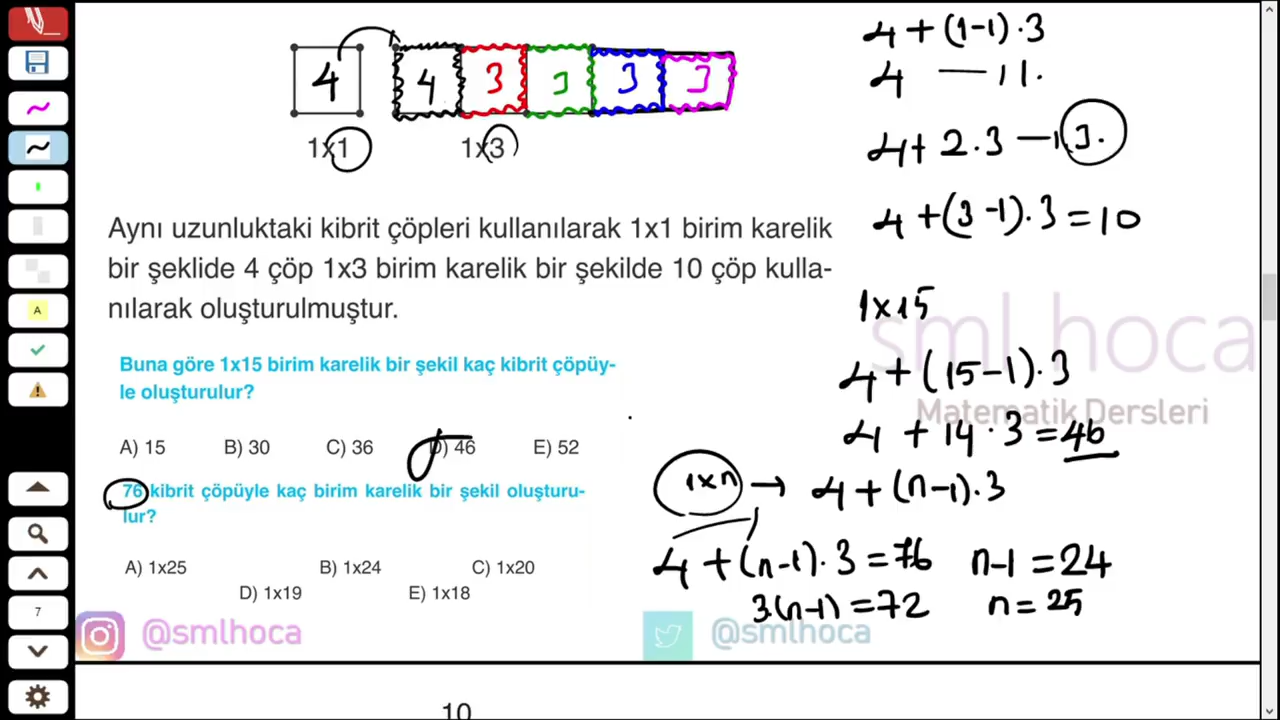 4 4 3 3 3 3
1x1 1x3
Aynı uzunluktaki kibrit çöpleri kullanılarak 1x1 birim karelik
bir şeklide 4 çöp 1x3 birim karelik bir şekilde 10 çöp kulla-
nılarak oluşturulmuştur.
Buna göre 1x15 birim karelik bir şekil kaç kibrit çöpüy-
le oluşturulur?
A) 15 B) 30 C) 36 D) 46 E) 52
76 kibrit çöpüyle kaç birim karelik bir şekil oluşturu-
lur?
A) 1x25 B) 1x24 C) 1x20
D) 1x19 E) 1x18
4 + (1-1).3
4 — 11.
4 + 2.3 — 13.
4 + (3-1).3 = 10
1x15
4 + (15-1).3
4 + 14.3 = 46
1xn → 4 + (n-1).3
4 + (n-1).3 = 76 n-1 = 24
3.(n-1) = 72 n = 25
sml hoca
Matematik Dersleri
@smlhoca @smlhoca
10
A
7